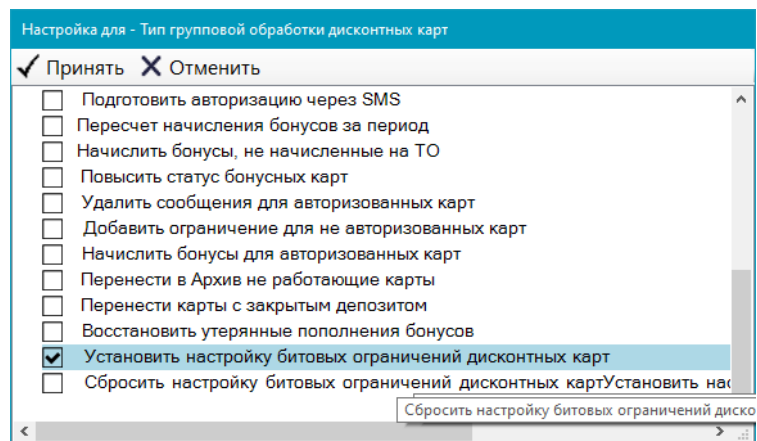 Настройка для - Тип групповой обработки дисконтных карт
Принять Отменить
Подготовить авторизацию через SMS
Пересчет начисления бонусов за период
Начислить бонусы, не начисленные на ТО
Повысить статус бонусных карт
Удалить сообщения для авторизованных карт
Добавить ограничение для не авторизованных карт
Начислить бонусы для авторизованных карт
Перенести в Архив не работающие карты
Перенести карты с закрытым депозитом
Восстановить утерянные пополнения бонусов
Установить настройку битовых ограничений дисконтных карт
Сбросить настройку битовых ограничений дисконтных картУстановить нас
Сбросить настройку битовых ограничений диско